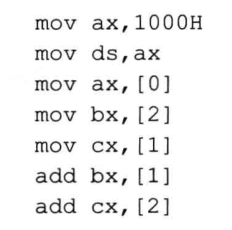 mov ax,1000H
mov ds,ax
mov ax,[0]
mov bx,[2]
mov cx,[1]
add bx,[1]
add cx,[2]